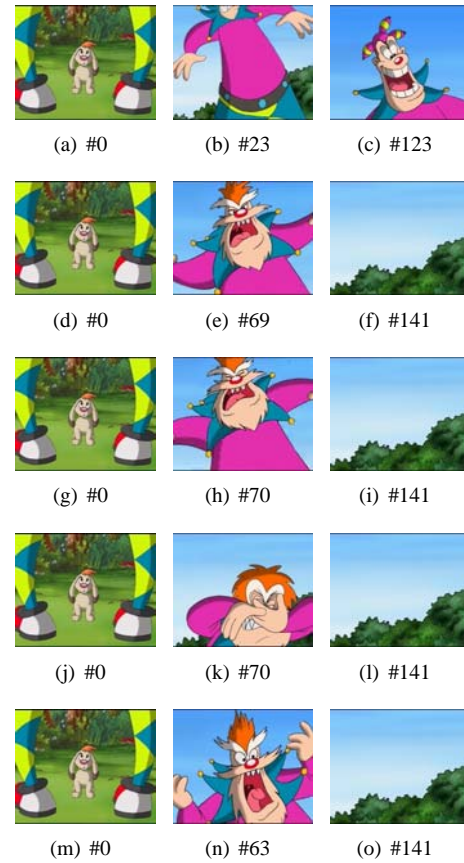 (a) #0 (b) #23 (c) #123
(d) #0 (e) #69 (f) #141
(g) #0 (h) #70 (i) #141
(j) #0 (k) #70 (l) #141
(m) #0 (n) #63 (o) #141